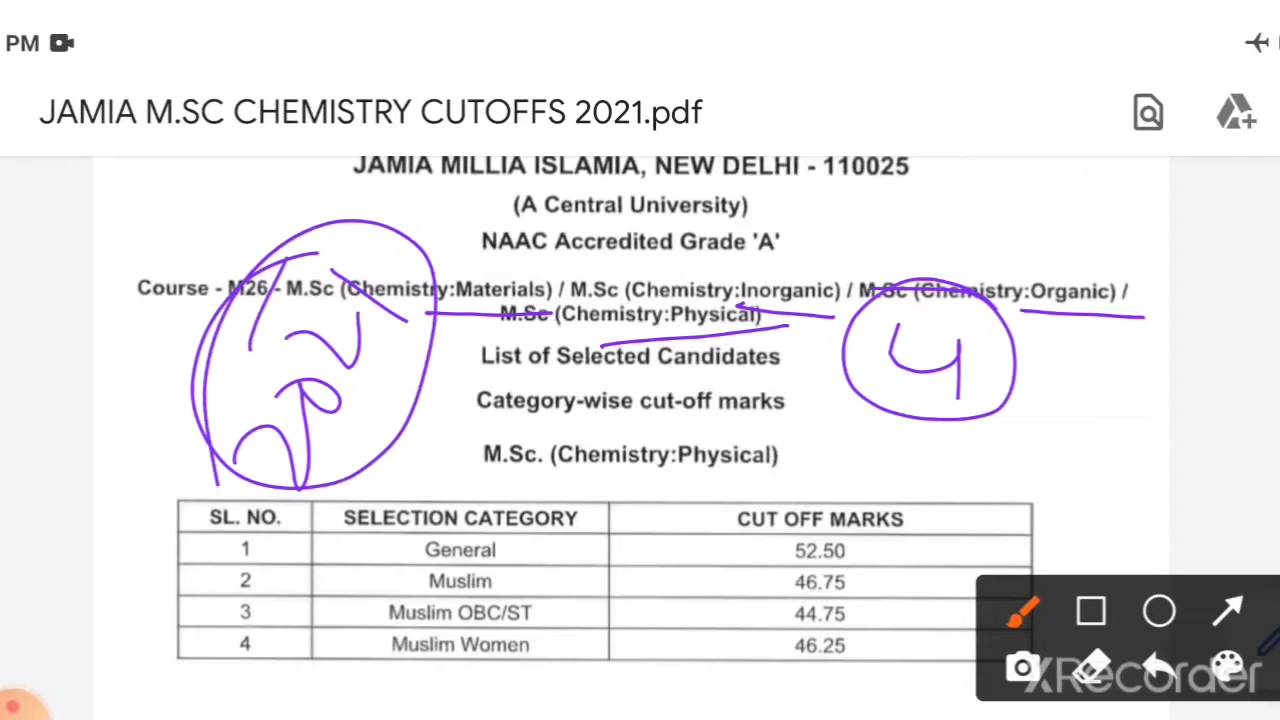 PM
JAMIA M.SC CHEMISTRY CUTOFFS 2021.pdf
JAMIA MILLIA ISLAMIA, NEW DELHI - 110025
(A Central University)
NAAC Accredited Grade 'A'
Course - M26 - M.Sc (Chemistry:Materials) / M.Sc (Chemistry:Inorganic) / M.Sc (Chemistry:Organic) /
M.Sc (Chemistry:Physical)
4
List of Selected Candidates
Category-wise cut-off marks
M.Sc. (Chemistry:Physical)
SL. NO. SELECTION CATEGORY CUT OFF MARKS
1 General 52.50
2 Muslim 46.75
3 Muslim OBC/ST 44.75
4 Muslim Women 46.25
XRecorder